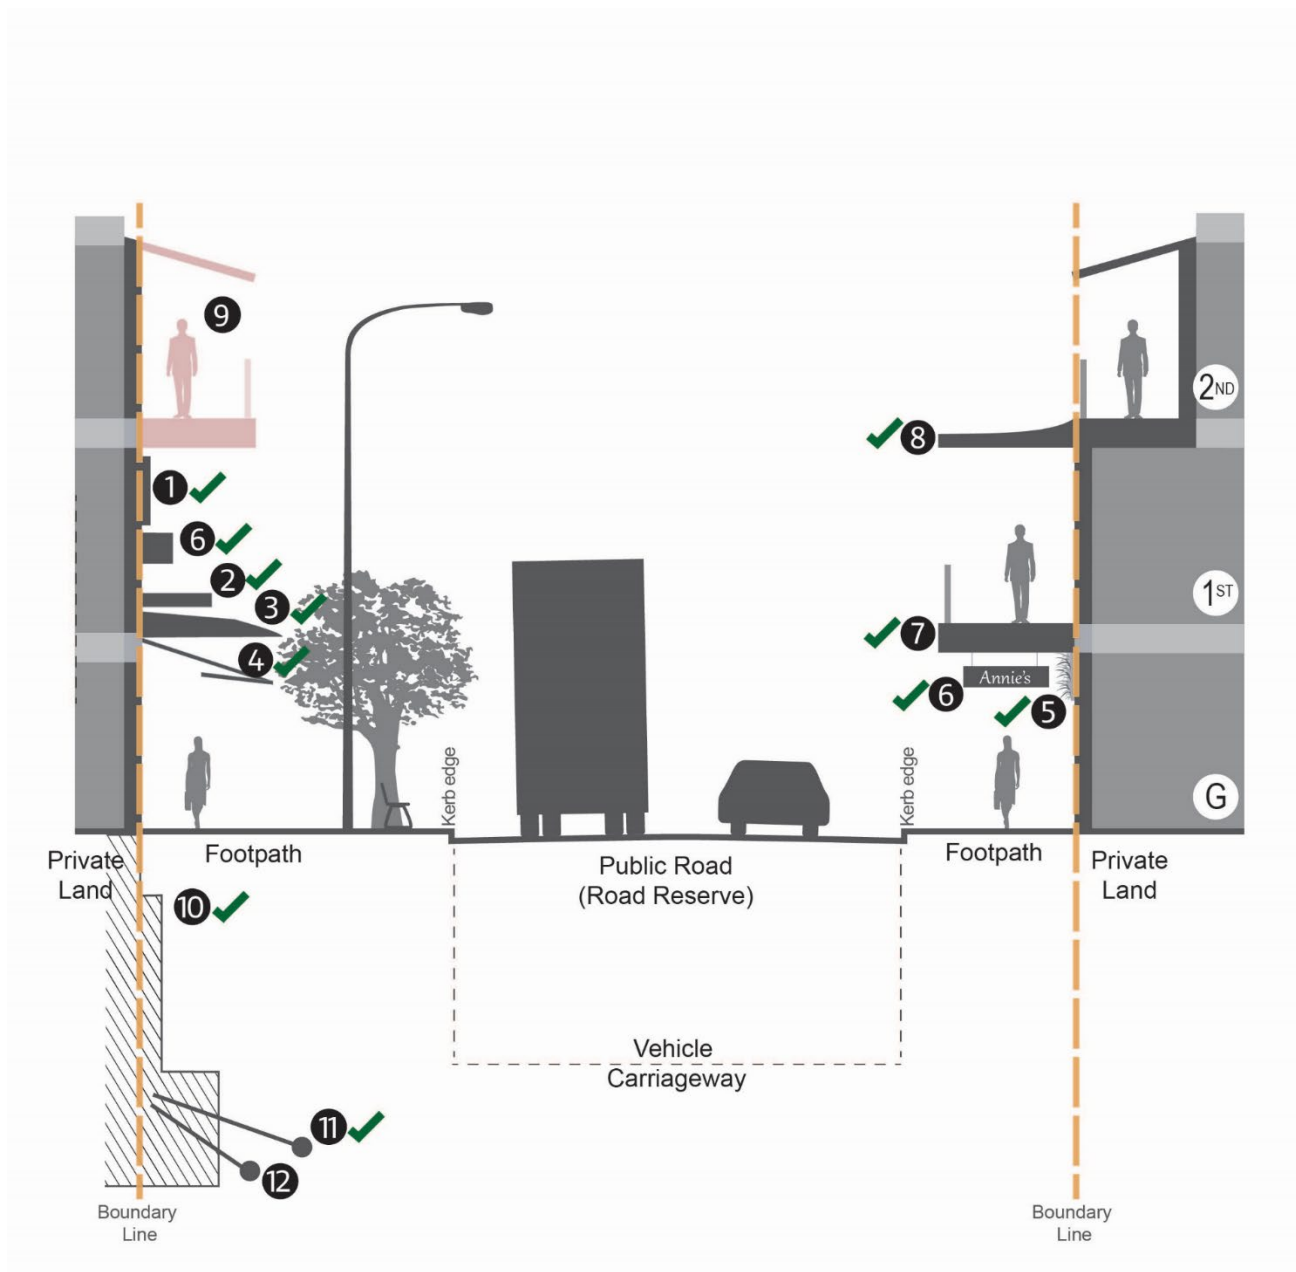 9
2ND
8
1
6
2
3
1ST
7
4
Annie's
6
5
Kerb edge
Kerb edge
G
Private
Land
Footpath
Public Road
(Road Reserve)
Footpath
Private
Land
10
Vehicle
Carriageway
11
12
Boundary
Line
Boundary
Line